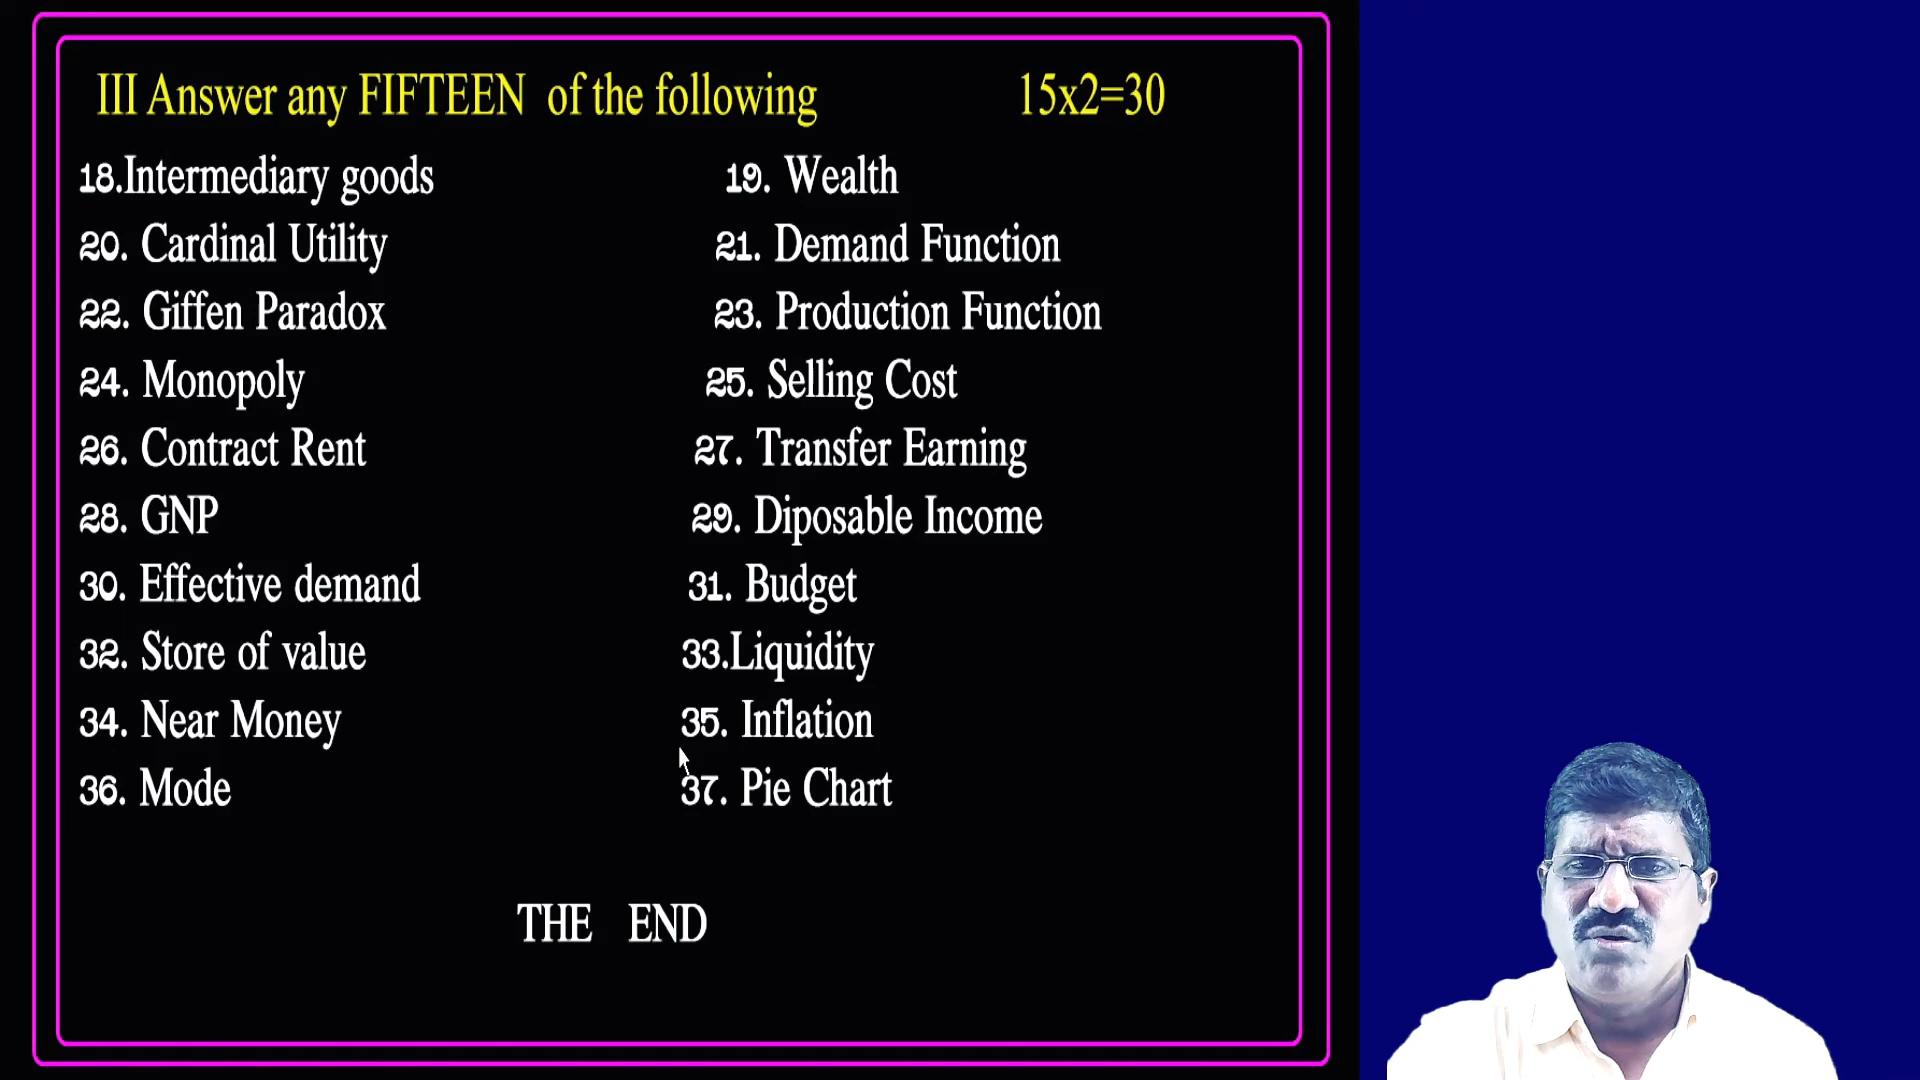 III Answer any FIFTEEN of the following 15x2=30
18.Intermediary goods 19. Wealth
20. Cardinal Utility 21. Demand Function
22. Giffen Paradox 23. Production Function
24. Monopoly 25. Selling Cost
26. Contract Rent 27. Transfer Earning
28. GNP 29. Diposable Income
30. Effective demand 31. Budget
32. Store of value 33.Liquidity
34. Near Money 35. Inflation
36. Mode 37. Pie Chart
THE END